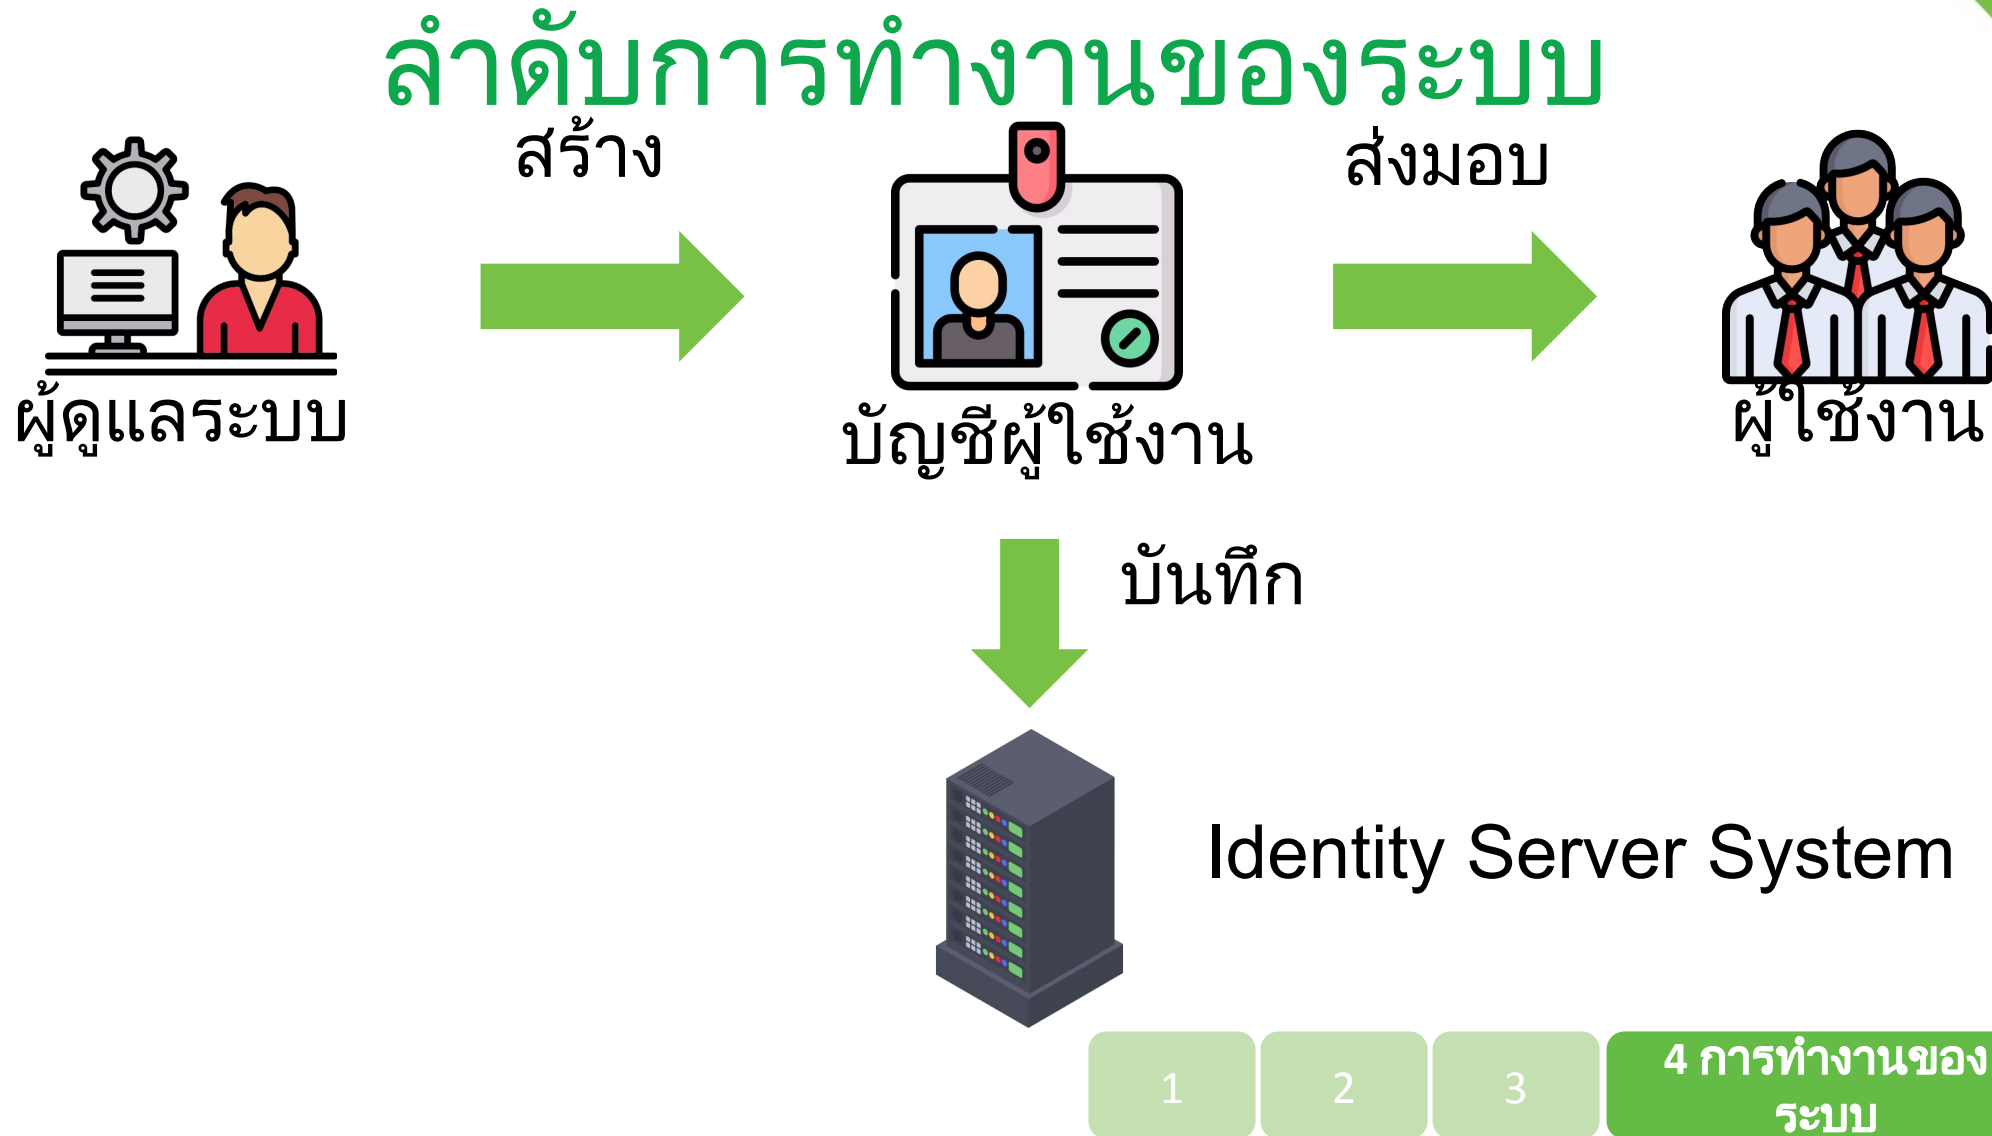 ลำดับการทำงานของระบบ
สร้าง
ส่งมอบ
ผู้ดูแลระบบ
บัญชีผู้ใช้งาน
ผู้ใช้งาน
บันทึก
Identity Server System
1
2
3
4 การทำงานของ
ระบบ